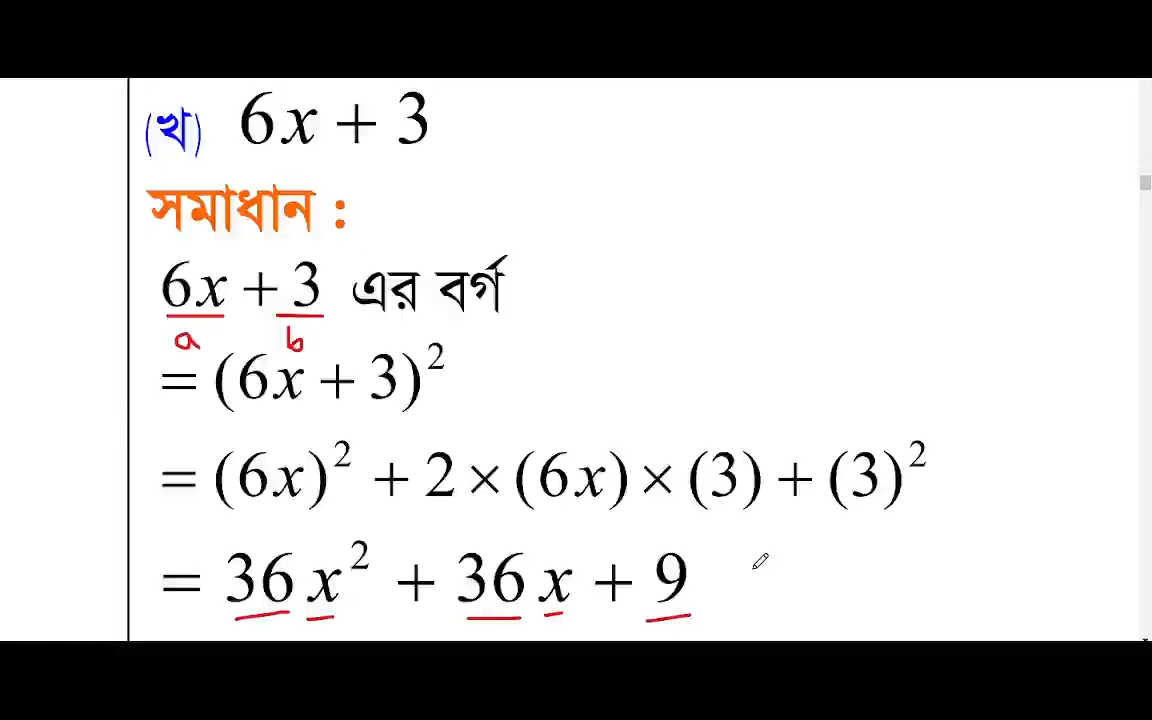 (খ) 6x + 3
সমাধান :
6x + 3 এর বর্গ
a b
= (6x + 3)²
= (6x)² + 2 × (6x) × (3) + (3)²
= 36x² + 36x + 9